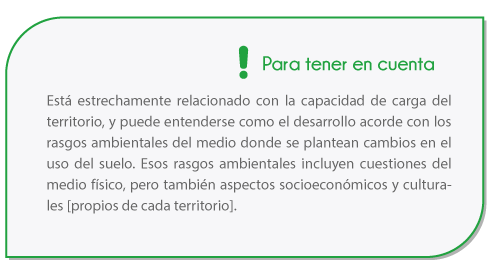 ! Para tener en cuenta
Está estrechamente relacionado con la capacidad de carga del
territorio, y puede entenderse como el desarrollo acorde con los
rasgos ambientales del medio donde se plantean cambios en el
uso del suelo. Esos rasgos ambientales incluyen cuestiones del
medio físico, pero también aspectos socioeconómicos y cultura-
les [propios de cada territorio].